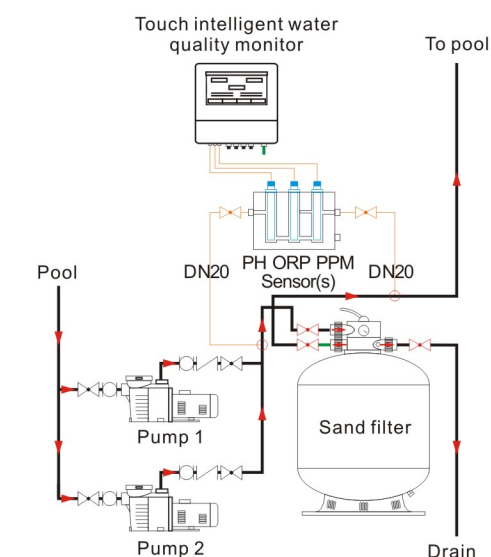 Touch intelligent water
quality monitor
To pool
Pool
DN20
PH ORP PPM
Sensor(s)
DN20
Pump 1
Sand filter
Pump 2
Drain